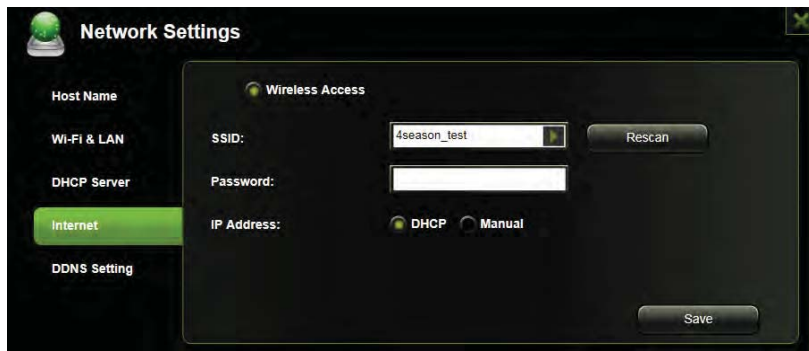 Network Settings
Host Name
Wi-Fi & LAN
DHCP Server
Internet
DDNS Setting
Wireless Access
SSID: 4season_test Rescan
Password:
IP Address: DHCP Manual
Save